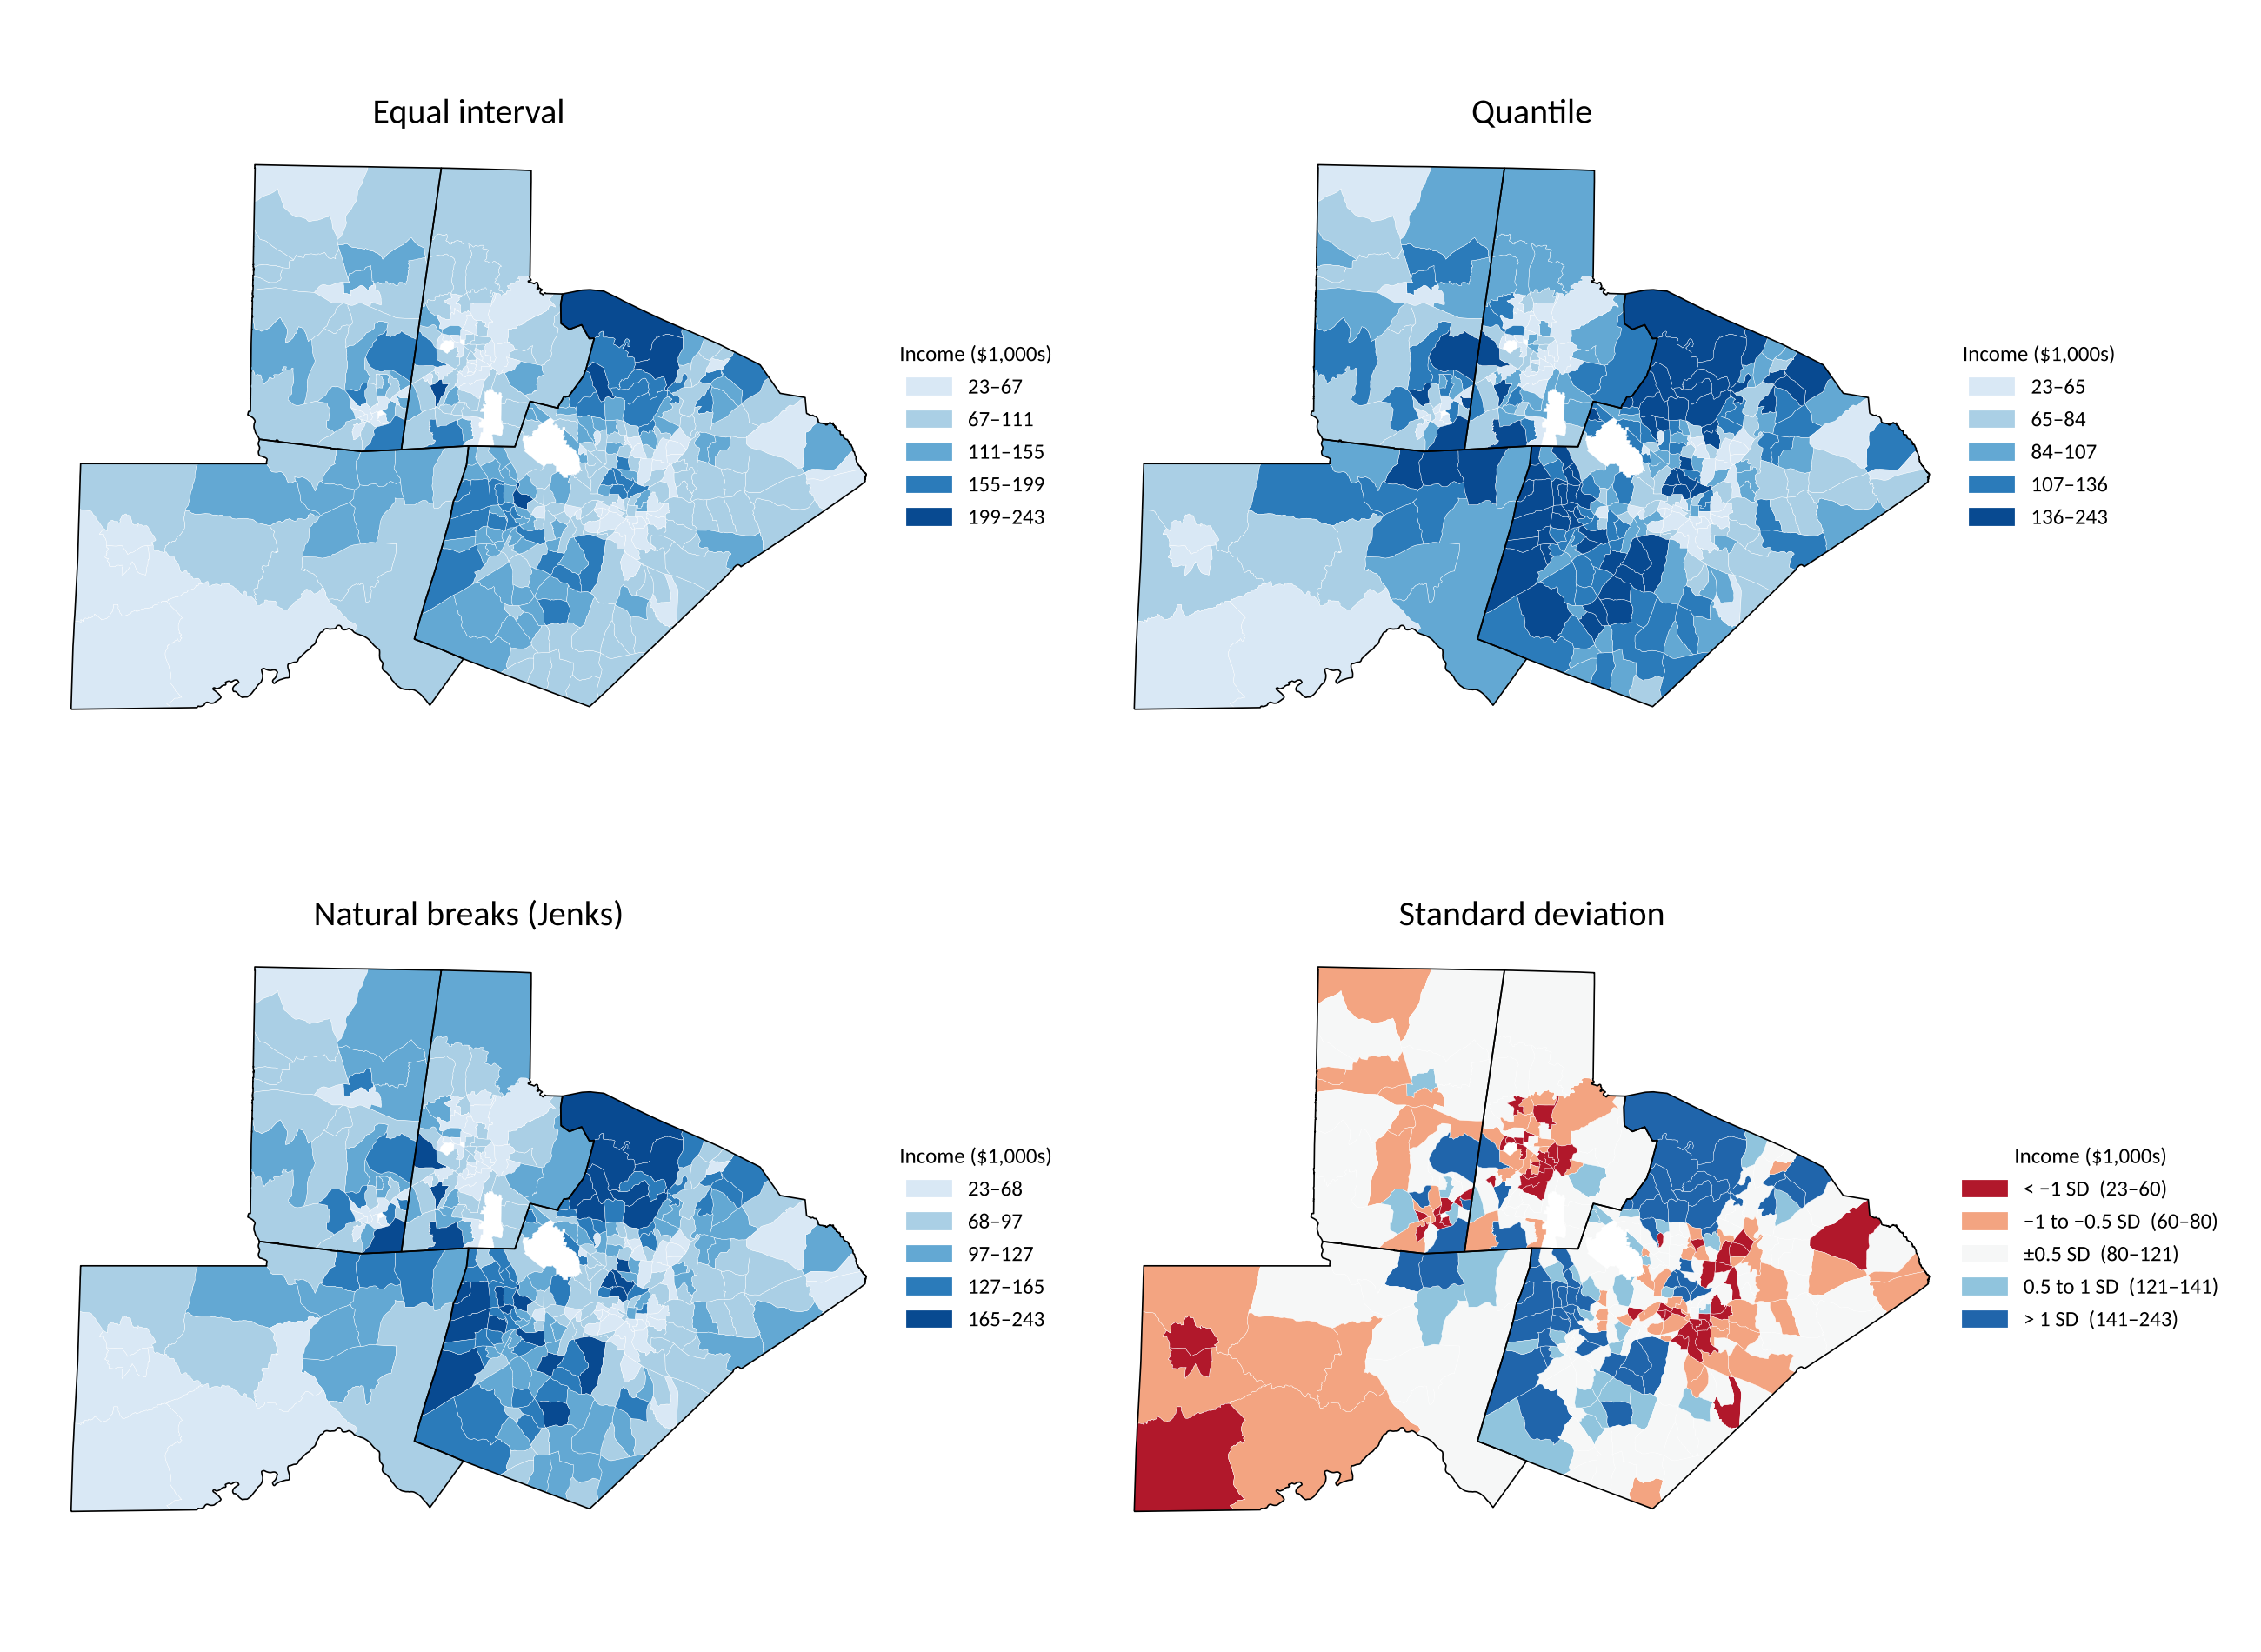 Equal interval
Income ($1,000s)
23–67
67–111
111–155
155–199
199–243
Quantile
Income ($1,000s)
23–65
65–84
84–107
107–136
136–243
Natural breaks (Jenks)
Income ($1,000s)
23–68
68–97
97–127
127–165
165–243
Standard deviation
Income ($1,000s)
< −1 SD (23–60)
−1 to −0.5 SD (60–80)
±0.5 SD (80–121)
0.5 to 1 SD (121–141)
> 1 SD (141–243)